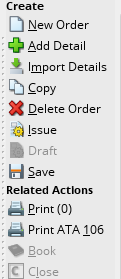 Create
New Order
Add Detail
Import Details
Copy
Delete Order
Issue
Draft
Save
Related Actions
Print (0)
Print ATA 106
Book
Close